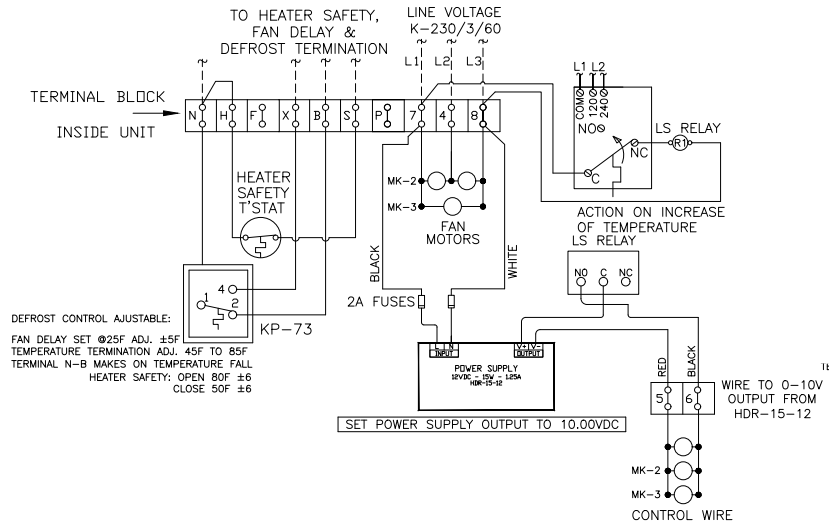 TO HEATER SAFETY,
FAN DELAY &
DEFROST TERMINATION
LINE VOLTAGE
K-230/3/60
L1 L2 L3
L1 L2
TERMINAL BLOCK
INSIDE UNIT
N H F X B S P 7 4 8
COM
120
240
NO
NC
C
LS RELAY
R1
ACTION ON INCREASE
OF TEMPERATURE
HEATER
SAFETY
T'STAT
MK-2
MK-3
FAN
MOTORS
BLACK
WHITE
2A FUSES
LS RELAY
NO C NC
4
1
2
KP-73
DEFROST CONTROL AJUSTABLE:
FAN DELAY SET @25F ADJ. ±5F
TEMPERATURE TERMINATION ADJ. 45F TO 85F
TERMINAL N-B MAKES ON TEMPERATURE FALL
HEATER SAFETY: OPEN 80F ±6
CLOSE 50F ±6
L N
INPUT
V+ V-
OUTPUT
POWER SUPPLY
12VDC - 15W - 1.25A
HDR-15-12
SET POWER SUPPLY OUTPUT TO 10.00VDC
RED
BLACK
5 6
WIRE TO 0-10V
OUTPUT FROM
HDR-15-12
MK-2
MK-3
CONTROL WIRE